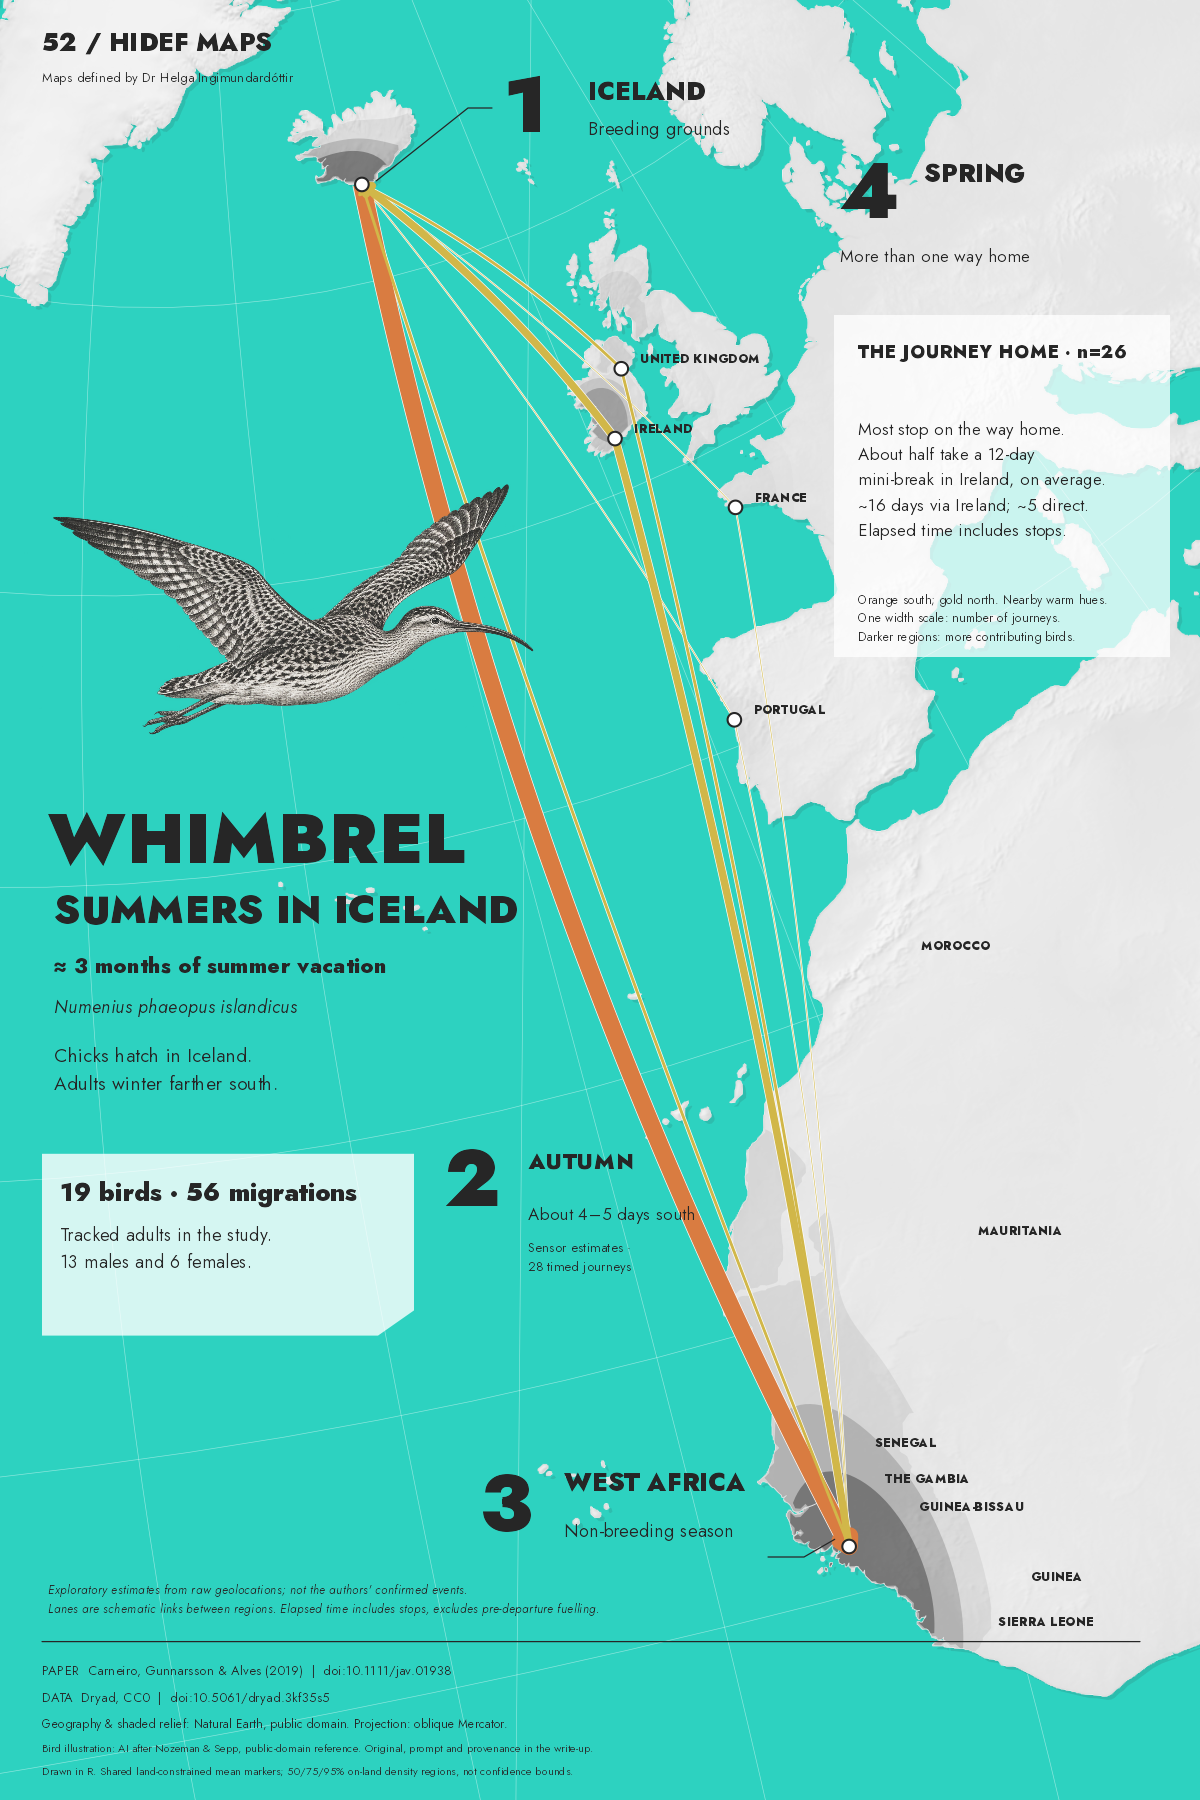 52 / HIDEF MAPS
Maps defined by Dr Helga Ingimundardóttir
1
ICELAND
Breeding grounds
4
SPRING
More than one way home
THE JOURNEY HOME · n=26
Most stop on the way home.
About half take a 12-day
mini-break in Ireland, on average.
~16 days via Ireland; ~5 direct.
Elapsed time includes stops.
Orange south; gold north. Nearby warm hues.
One width scale: number of journeys.
Darker regions: more contributing birds.
UNITED KINGDOM
IRELAND
FRANCE
PORTUGAL
WHIMBREL
SUMMERS IN ICELAND
≈ 3 months of summer vacation
Numenius phaeopus islandicus
Chicks hatch in Iceland.
Adults winter farther south.
MOROCCO
19 birds · 56 migrations
Tracked adults in the study.
13 males and 6 females.
2
AUTUMN
About 4–5 days south
Sensor estimates ·
28 timed journeys
MAURITANIA
3
WEST AFRICA
Non-breeding season
SENEGAL
THE GAMBIA
GUINEA-BISSAU
GUINEA
SIERRA LEONE
Exploratory estimates from raw geolocations; not the authors' confirmed events.
Lanes are schematic links between regions. Elapsed time includes stops, excludes pre-departure fuelling.
PAPER Carneiro, Gunnarsson & Alves (2019) | doi:10.1111/jav.01938
DATA Dryad, CC0 | doi:10.5061/dryad.3kf35s5
Geography & shaded relief: Natural Earth, public domain. Projection: oblique Mercator.
Bird illustration: AI after Nozeman & Sepp, public-domain reference. Original, prompt and provenance in the write-up.
Drawn in R. Shared land-constrained mean markers; 50/75/95% on-land density regions, not confidence bounds.